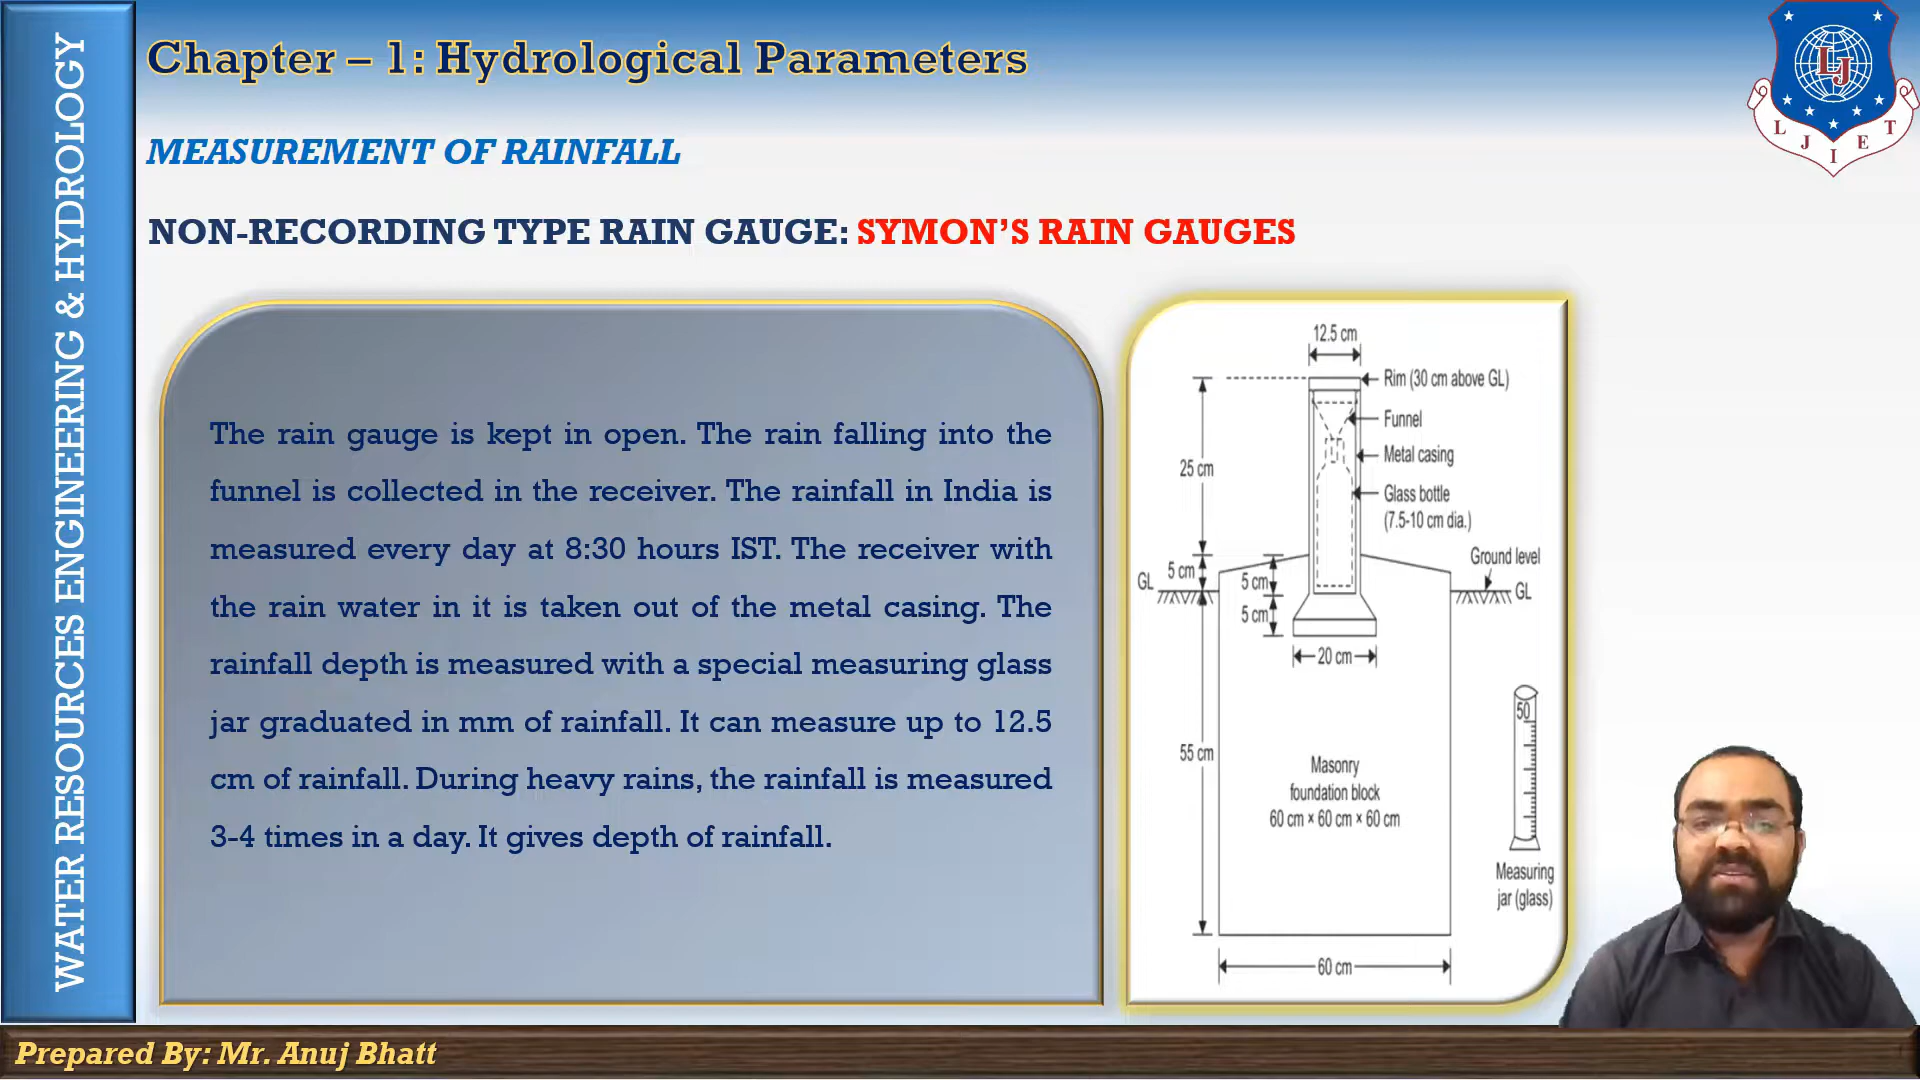 WATER RESOURCES ENGINEERING & HYDROLOGY
Chapter – 1: Hydrological Parameters
LJ
L J I E T
MEASUREMENT OF RAINFALL
NON-RECORDING TYPE RAIN GAUGE: SYMON'S RAIN GAUGES
The rain gauge is kept in open. The rain falling into the
funnel is collected in the receiver. The rainfall in India is
measured every day at 8:30 hours IST. The receiver with
the rain water in it is taken out of the metal casing. The
rainfall depth is measured with a special measuring glass
jar graduated in mm of rainfall. It can measure up to 12.5
cm of rainfall. During heavy rains, the rainfall is measured
3-4 times in a day. It gives depth of rainfall.
12.5 cm
Rim (30 cm above GL)
Funnel
Metal casing
25 cm
Glass bottle
(7.5-10 cm dia.)
Ground level
GL
5 cm
5 cm
GL
5 cm
20 cm
50
55 cm
Masonry
foundation block
60 cm × 60 cm × 60 cm
Measuring
jar (glass)
60 cm
Prepared By: Mr. Anuj Bhatt